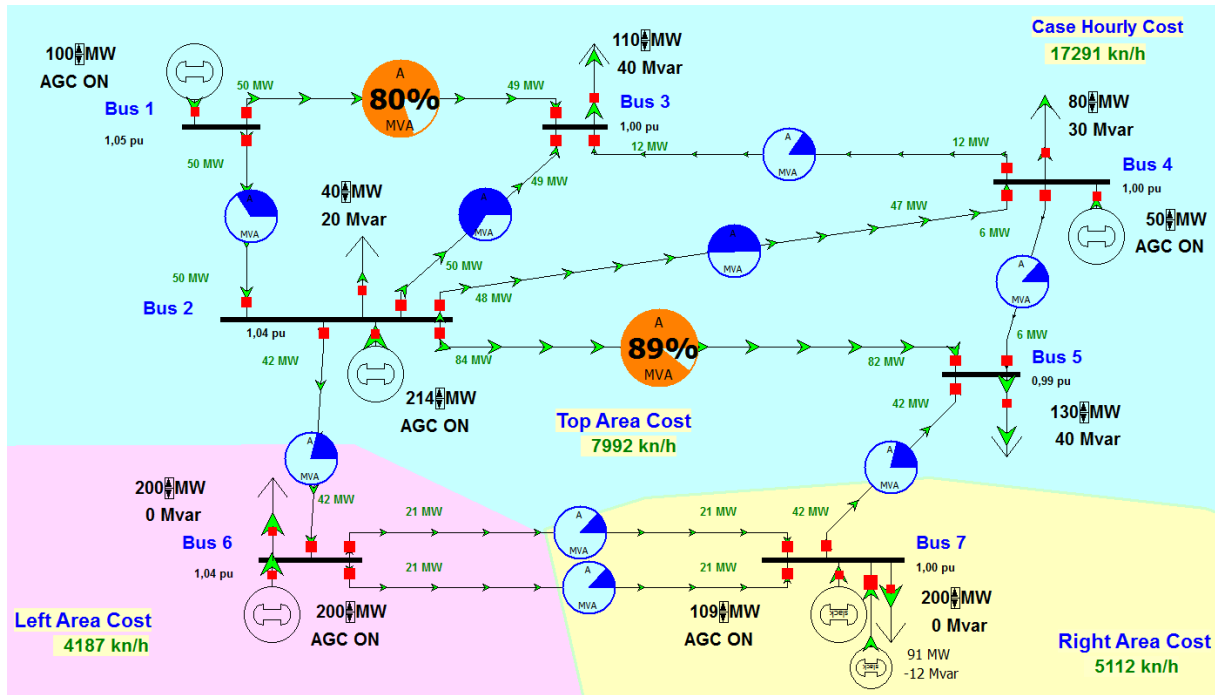 Case Hourly Cost
17291 kn/h
100 MW
AGC ON
Bus 1
1,05 pu
50 MW
A
80%
MVA
49 MW
110 MW
40 Mvar
Bus 3
1,00 pu
80 MW
30 Mvar
Bus 4
1,00 pu
12 MW
A
MVA
12 MW
50 MW
AGC ON
50 MW
A
MVA
50 MW
40 MW
20 Mvar
49 MW
A
MVA
50 MW
47 MW
A
MVA
48 MW
6 MW
A
MVA
6 MW
Bus 2
1,04 pu
214 MW
AGC ON
84 MW
A
89%
MVA
82 MW
Bus 5
0,99 pu
130 MW
40 Mvar
42 MW
A
MVA
42 MW
Top Area Cost
7992 kn/h
42 MW
A
MVA
42 MW
200 MW
0 Mvar
Bus 6
1,04 pu
200 MW
AGC ON
21 MW
A
MVA
21 MW
21 MW
A
MVA
21 MW
Bus 7
1,00 pu
109 MW
AGC ON
slack
slack
91 MW
-12 Mvar
200 MW
0 Mvar
Left Area Cost
4187 kn/h
Right Area Cost
5112 kn/h